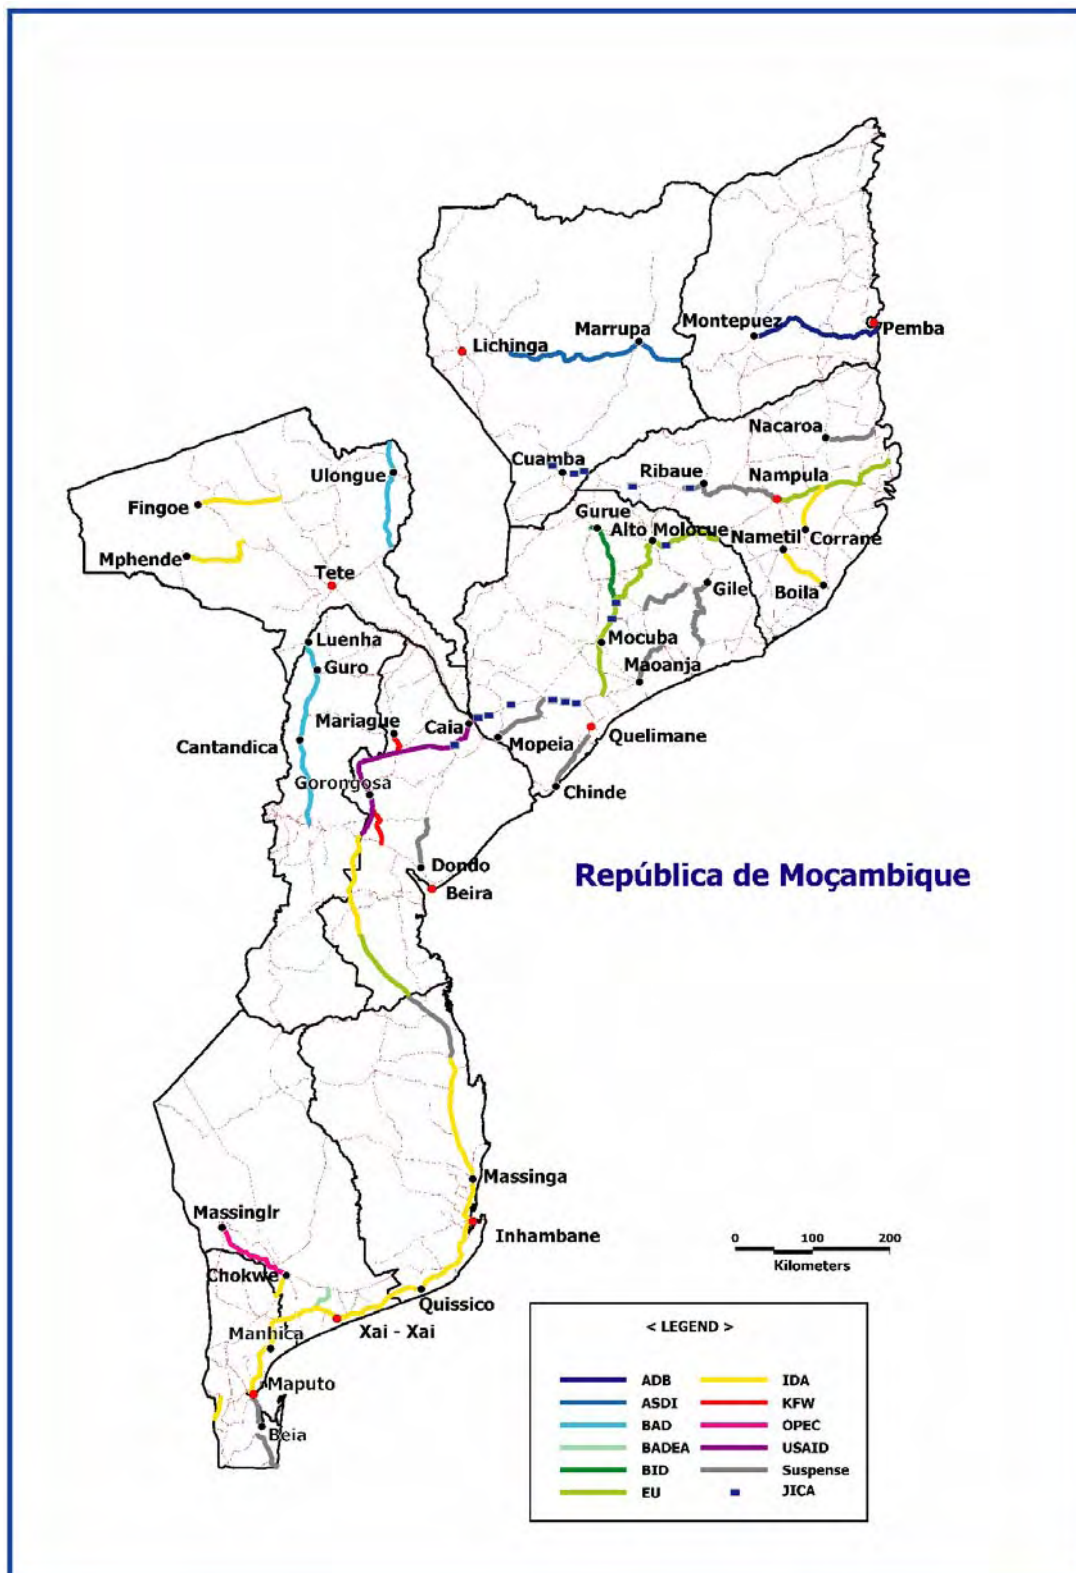 Marrupa
Montepuez
Pemba
Lichinga
Nacaroa
Cuamba
Ribaue
Nampula
Ulongue
Fingoe
Gurue
Alto Molocue
Nametil
Corrane
Mphende
Tete
Gile
Boila
Luenha
Mocuba
Guro
Maoanja
Mariague
Caia
Cantandica
Mopeia
Quelimane
Gorongosa
Chinde
Dondo
República de Moçambique
Beira
Massinga
Massinglr
Inhambane
0 100 200
Kilometers
Chokwe
Quissico
Xai - Xai
Manhica
Maputo
Beia
< LEGEND >
ADB IDA
ASDI KFW
BAD OPEC
BADEA USAID
BID Suspense
EU JICA